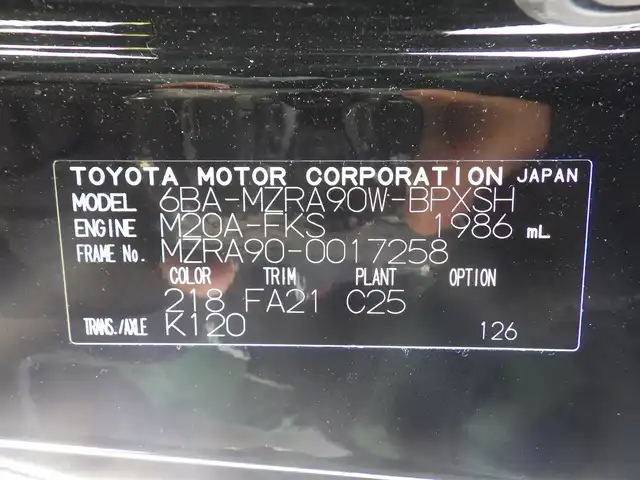 TOYOTA MOTOR CORPORATION JAPAN
MODEL 6BA-MZRA90W-BPXSH
ENGINE M20A-FKS 1986 mL
FRAME No. MZRA90-0017258
COLOR TRIM PLANT OPTION
218 FA21 C25
TRANS./AXLE K120 126